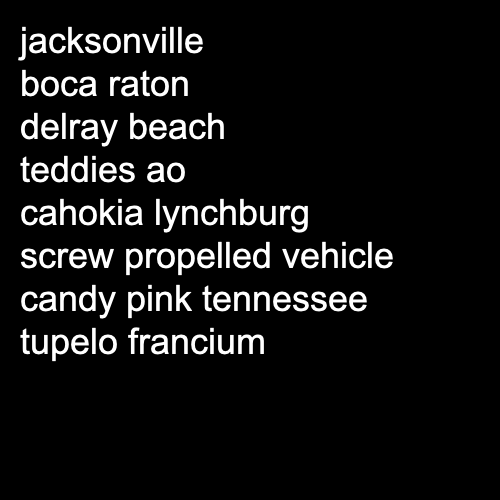 jacksonville
boca raton
delray beach
teddies ao
cahokia lynchburg
screw propelled vehicle
candy pink tennessee
tupelo francium